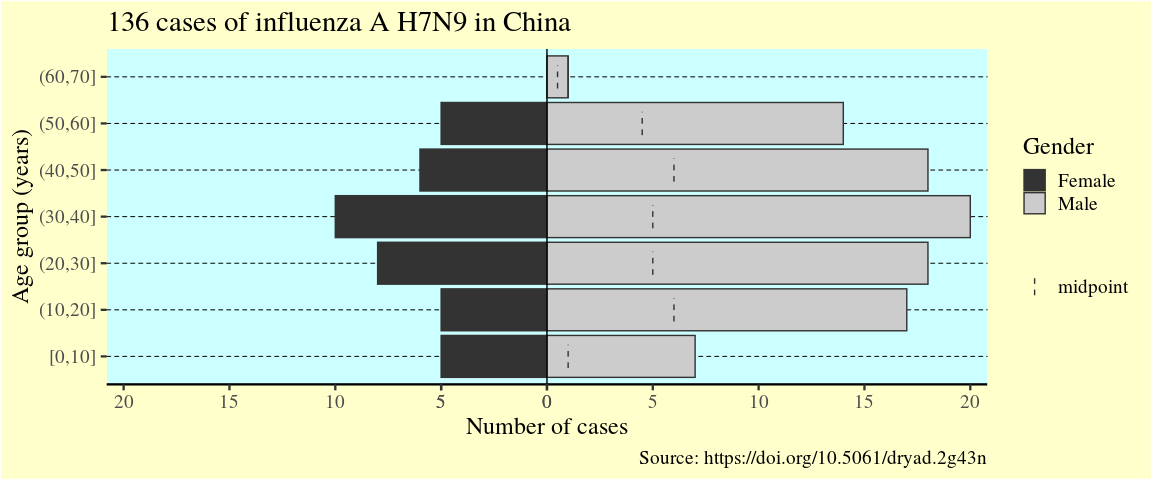 136 cases of influenza A H7N9 in China
Age group (years)
(60,70]
(50,60]
(40,50]
(30,40]
(20,30]
(10,20]
[0,10]
20 15 10 5 0 5 10 15 20
Number of cases
Gender
Female
Male
midpoint
Source: https://doi.org/10.5061/dryad.2g43n